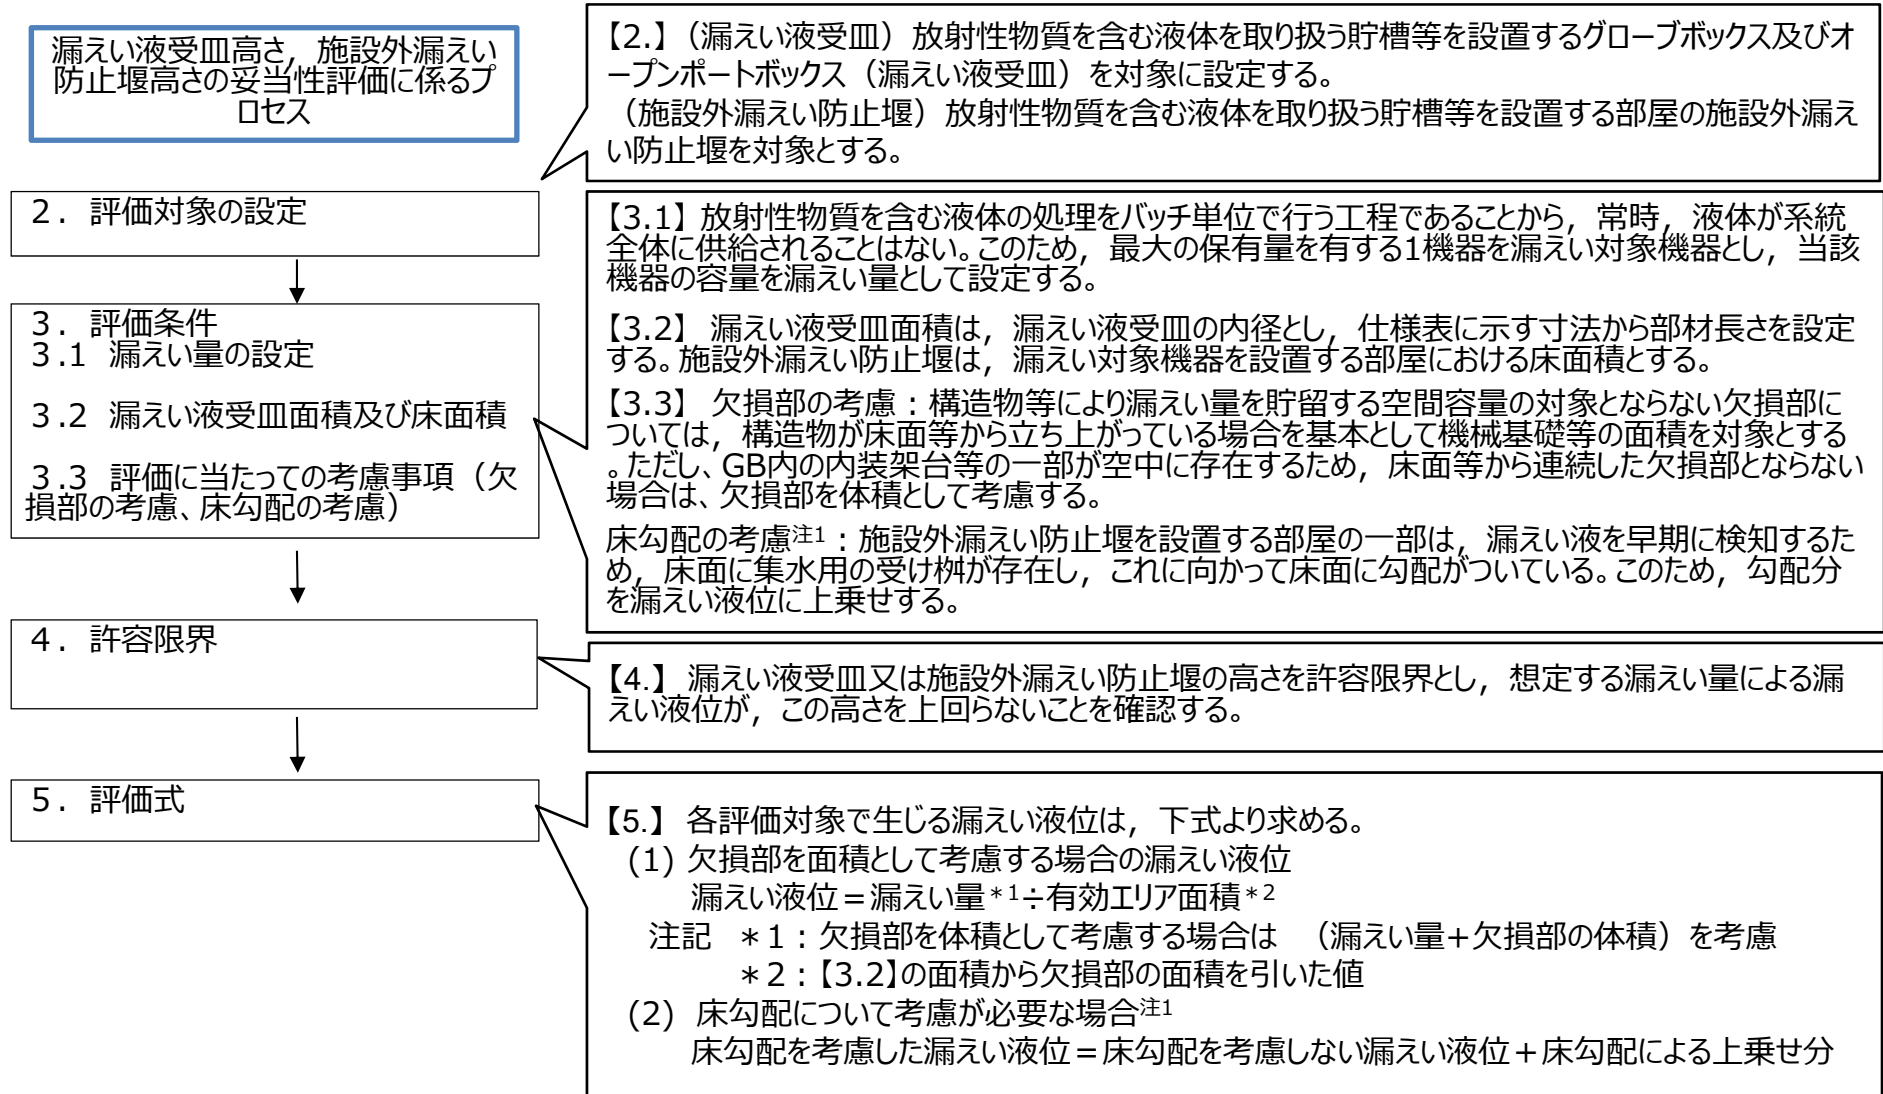 漏えい液受皿高さ，施設外漏えい
防止堰高さの妥当性評価に係るプ
ロセス
【2.】（漏えい液受皿）放射性物質を含む液体を取り扱う貯槽等を設置するグローブボックス及びオ
ープンポートボックス（漏えい液受皿）を対象に設定する。
（施設外漏えい防止堰）放射性物質を含む液体を取り扱う貯槽等を設置する部屋の施設外漏え
い防止堰を対象とする。
２．評価対象の設定
【3.1】放射性物質を含む液体の処理をバッチ単位で行う工程であることから，常時，液体が系統
全体に供給されることはない。このため，最大の保有量を有する1機器を漏えい対象機器とし，当該
機器の容量を漏えい量として設定する。
３．評価条件
３.１ 漏えい量の設定
３.２ 漏えい液受皿面積及び床面積
３.３ 評価に当たっての考慮事項（欠
損部の考慮、床勾配の考慮）
【3.2】 漏えい液受皿面積は，漏えい液受皿の内径とし，仕様表に示す寸法から部材長さを設定
する。施設外漏えい防止堰は，漏えい対象機器を設置する部屋における床面積とする。
【3.3】 欠損部の考慮：構造物等により漏えい量を貯留する空間容量の対象とならない欠損部に
ついては，構造物が床面等から立ち上がっている場合を基本として機械基礎等の面積を対象とする
。ただし、GB内の内装架台等の一部が空中に存在するため，床面等から連続した欠損部とならない
場合は、欠損部を体積として考慮する。
床勾配の考慮注1：施設外漏えい防止堰を設置する部屋の一部は，漏えい液を早期に検知するた
め，床面に集水用の受け桝が存在し，これに向かって床面に勾配がついている。このため，勾配分
を漏えい液位に上乗せする。
４．許容限界
【4.】 漏えい液受皿又は施設外漏えい防止堰の高さを許容限界とし，想定する漏えい量による漏
えい液位が，この高さを上回らないことを確認する。
５．評価式
【5.】 各評価対象で生じる漏えい液位は，下式より求める。
(1) 欠損部を面積として考慮する場合の漏えい液位
漏えい液位＝漏えい量＊1÷有効エリア面積＊2
注記 ＊１：欠損部を体積として考慮する場合は （漏えい量＋欠損部の体積）を考慮
＊２：【3.2】の面積から欠損部の面積を引いた値
(2) 床勾配について考慮が必要な場合注1
床勾配を考慮した漏えい液位＝床勾配を考慮しない漏えい液位＋床勾配による上乗せ分